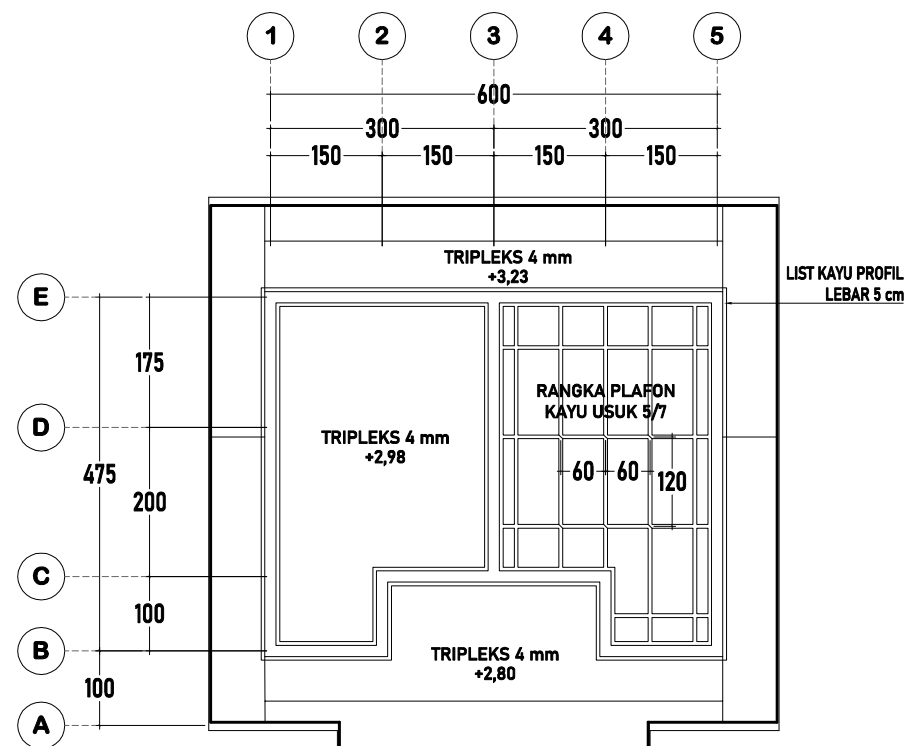 1 2 3 4 5
600
300 300
150 150 150 150
TRIPLEKS 4 mm
+3,23
LIST KAYU PROFIL
LEBAR 5 cm
E
175
RANGKA PLAFON
KAYU USUK 5/7
D
TRIPLEKS 4 mm
+2,98
475
60 60 120
200
C
100
B
TRIPLEKS 4 mm
+2,80
100
A